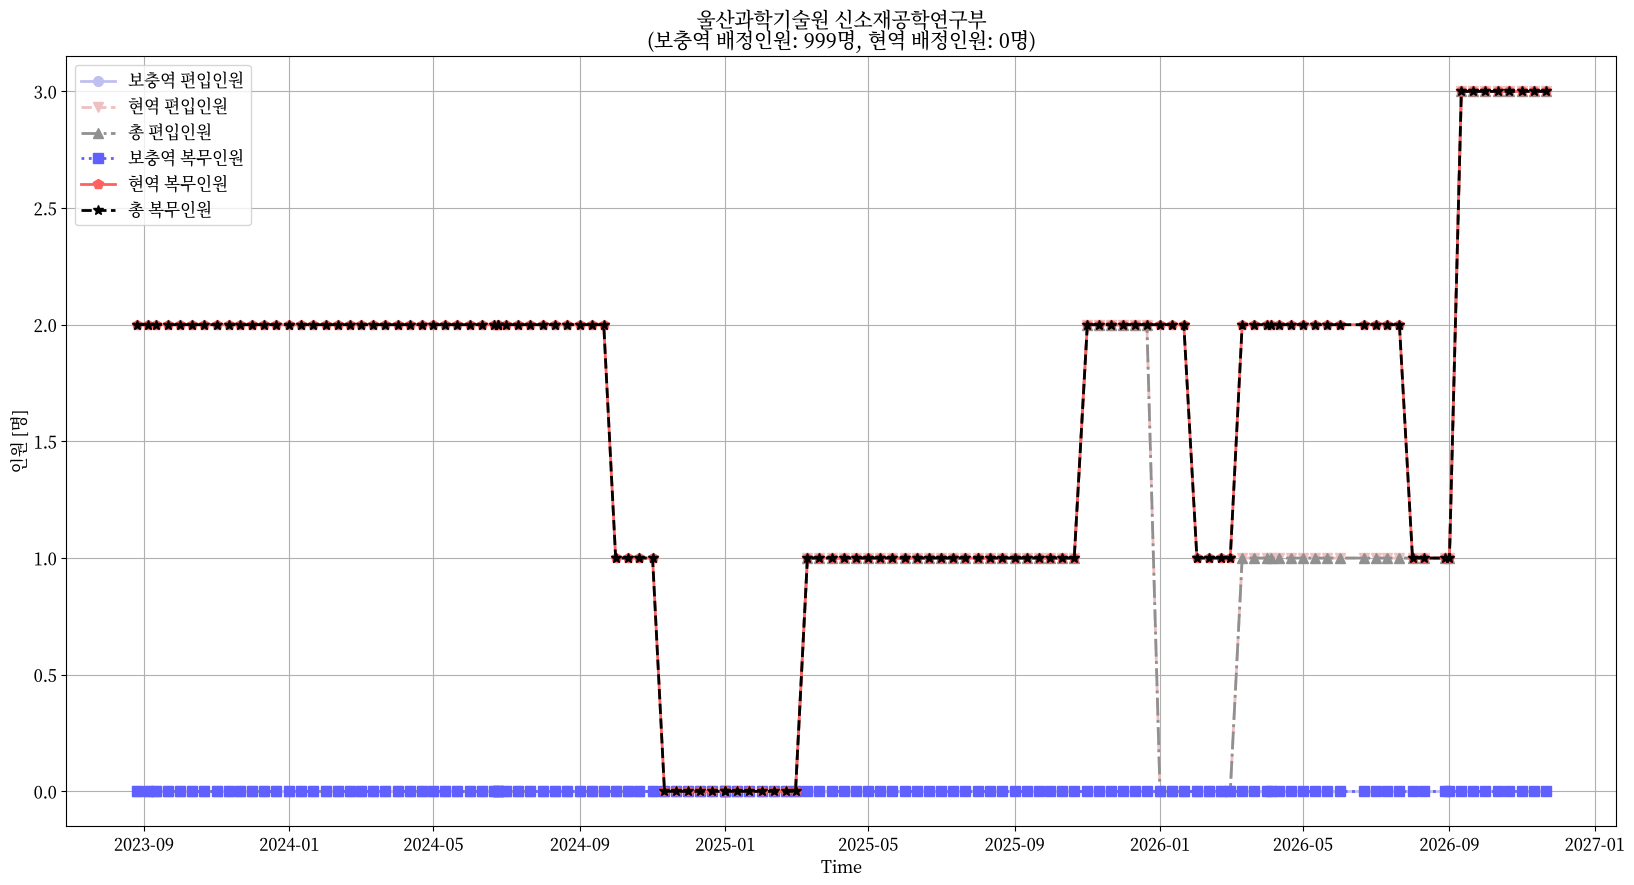 울산과학기술원 신소재공학연구부
(보충역 배정인원: 999명, 현역 배정인원: 0명)
보충역 편입인원
현역 편입인원
총 편입인원
보충역 복무인원
현역 복무인원
총 복무인원
인원 [명]
3.0
2.5
2.0
1.5
1.0
0.5
0.0
2023-09 2024-01 2024-05 2024-09 2025-01 2025-05 2025-09 2026-01 2026-05 2026-09 2027-01
Time